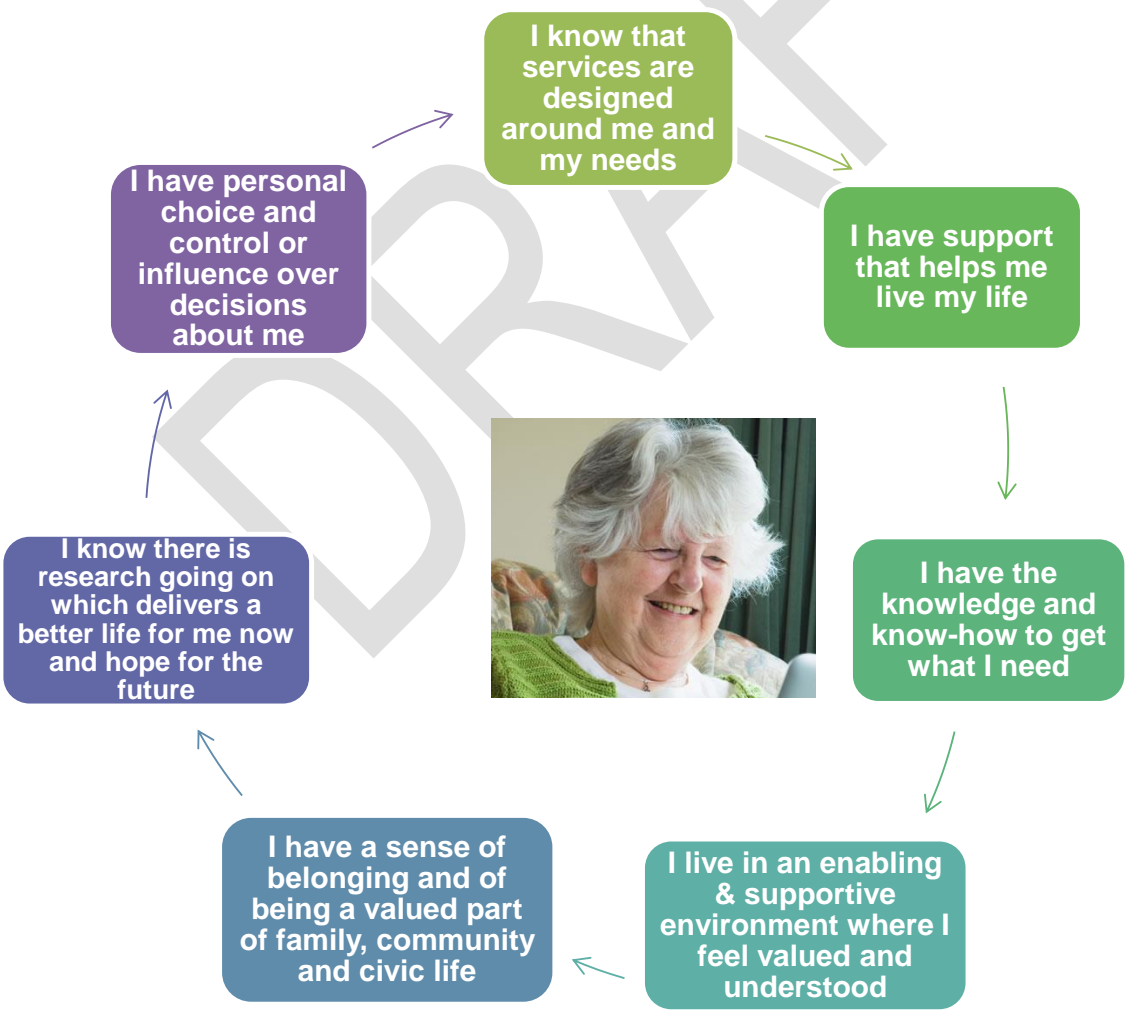 I know that
services are
designed
around me and
my needs
I have support
that helps me
live my life
I have the
knowledge and
know-how to get
what I need
I live in an enabling
& supportive
environment where I
feel valued and
understood
I have a sense of
belonging and of
being a valued part
of family, community
and civic life
I know there is
research going on
which delivers a
better life for me now
and hope for the
future
I have personal
choice and
control or
influence over
decisions
about me
DRAF